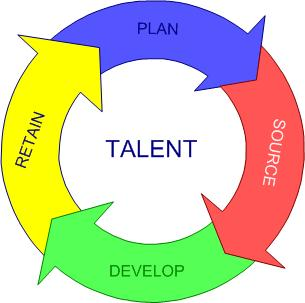 PLAN
SOURCE
DEVELOP
RETAIN
TALENT